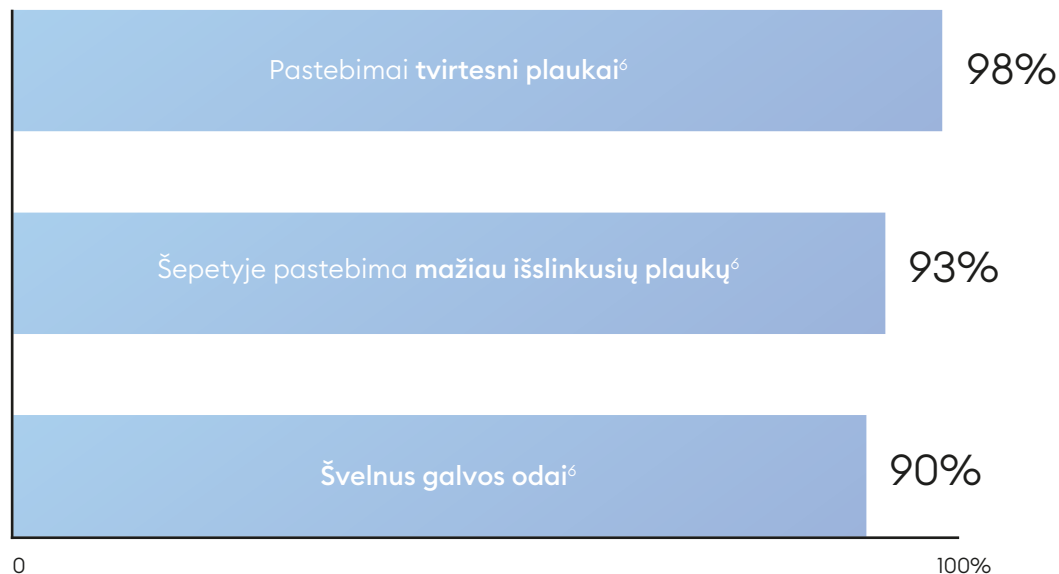 Pastebimai tvirtesni plaukai⁶
98%
Šepetyje pastebima mažiau išslinkusių plaukų⁶
93%
Švelnus galvos odai⁶
90%
0
100%